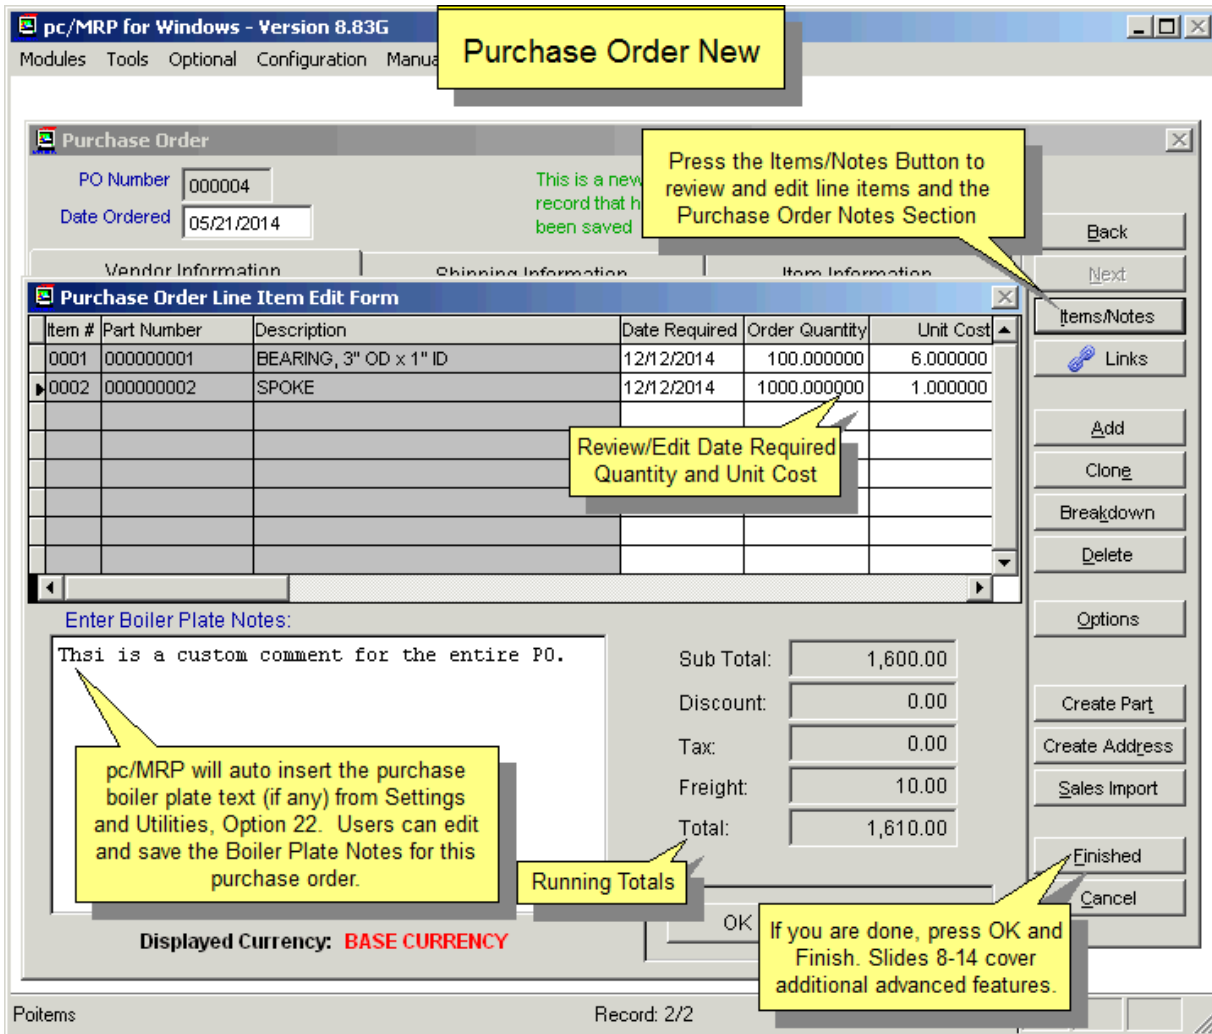 pc/MRP for Windows - Version 8.83G
Purchase Order New
Modules Tools Optional Configuration
Purchase Order
PO Number 000004
Date Ordered 05/21/2014
This is a new
record that
been saved
Press the Items/Notes Button to
review and edit line items and the
Purchase Order Notes Section
Back
Next
Items/Notes
Links
Add
Clone
Breakdown
Delete
Options
Create Part
Create Address
Sales Import
Finished
Cancel
Vendor Information Shipping Information Item Information
Purchase Order Line Item Edit Form
Item # Part Number Description Date Required Order Quantity Unit Cost
0001 000000001 BEARING, 3" OD x 1" ID 12/12/2014 100.000000 6.000000
0002 000000002 SPOKE 12/12/2014 1000.000000 1.000000
Review/Edit Date Required
Quantity and Unit Cost
Enter Boiler Plate Notes:
Thsi is a custom comment for the entire PO.
pc/MRP will auto insert the purchase
boiler plate text (if any) from Settings
and Utilities, Option 22. Users can edit
and save the Boiler Plate Notes for this
purchase order.
Sub Total: 1,600.00
Discount: 0.00
Tax: 0.00
Freight: 10.00
Total: 1,610.00
Running Totals
OK
If you are done, press OK and
Finish. Slides 8-14 cover
additional advanced features.
Displayed Currency: BASE CURRENCY
Poitems Record: 2/2